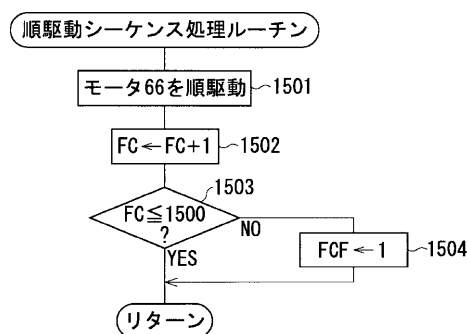 順駆動シーケンス処理ルーチン
モータ66を順駆動
1501
FC←FC+1
1502
1503
FC≦1500
?
NO
YES
FCF←1
1504
リターン